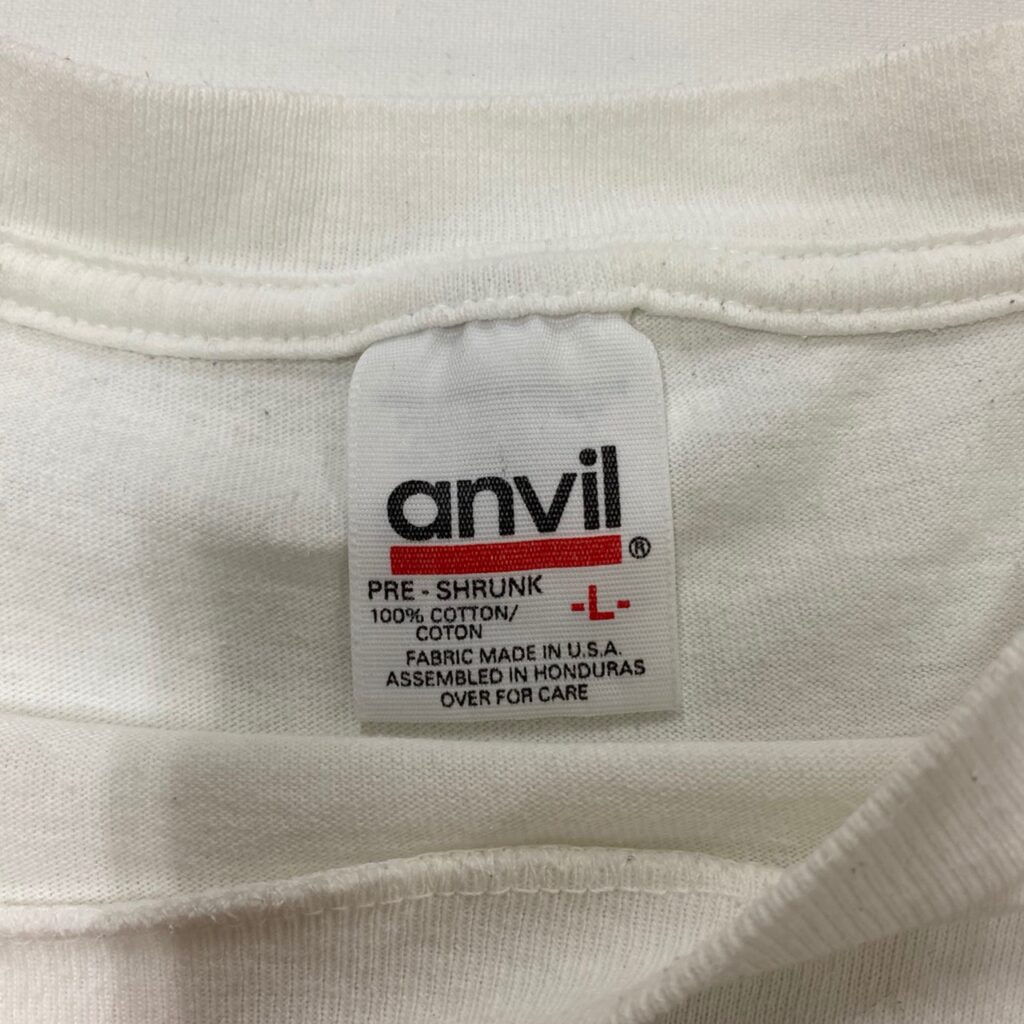 anvil®
PRE - SHRUNK
-L-
100% COTTON/
COTON
FABRIC MADE IN U.S.A.
ASSEMBLED IN HONDURAS
OVER FOR CARE